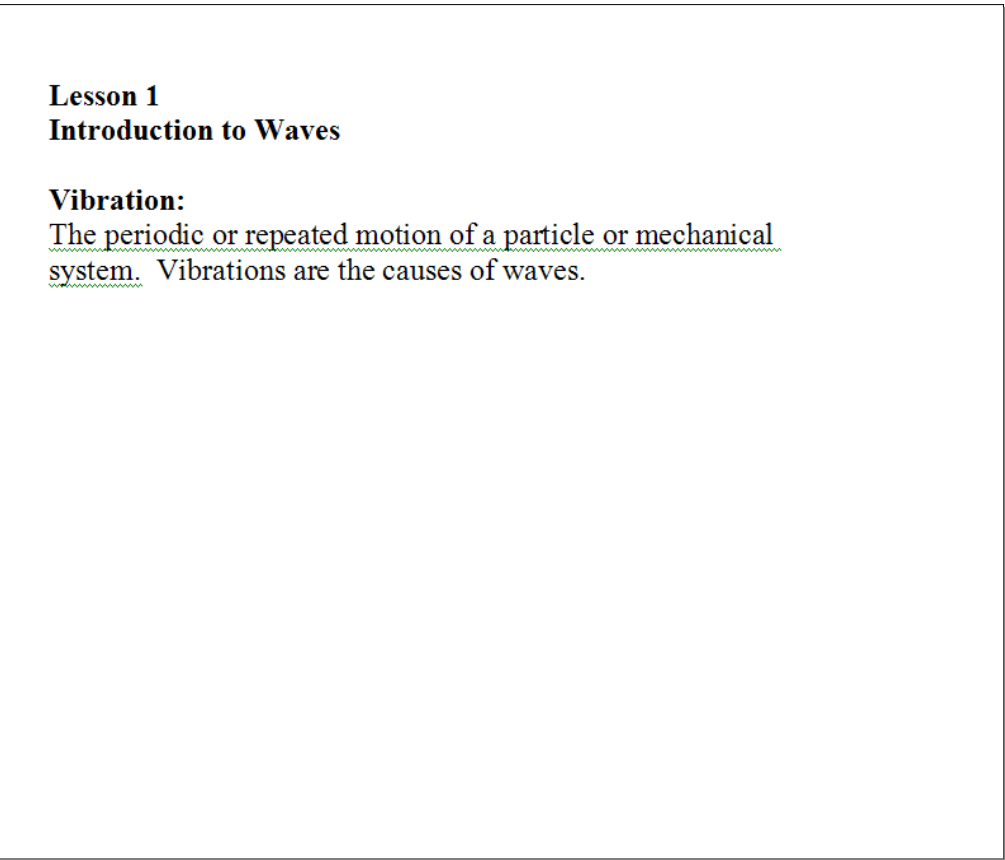 Lesson 1
Introduction to Waves
Vibration:
The periodic or repeated motion of a particle or mechanical
system.  Vibrations are the causes of waves.